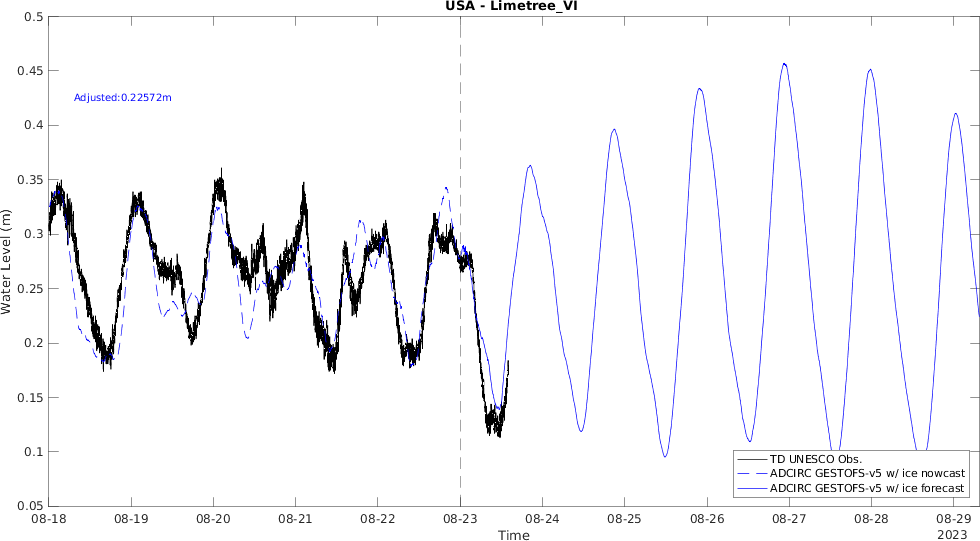 USA - Limetree_VI
0.5
0.45
Adjusted:0.22572m
0.4
0.35
0.3
0.25
0.2
0.15
0.1
0.05
Water Level (m)
TD UNESCO Obs.
ADCIRC GESTOFS-v5 w/ ice nowcast
ADCIRC GESTOFS-v5 w/ ice forecast
08-18 08-19 08-20 08-21 08-22 08-23 08-24 08-25 08-26 08-27 08-28 08-29
Time 2023